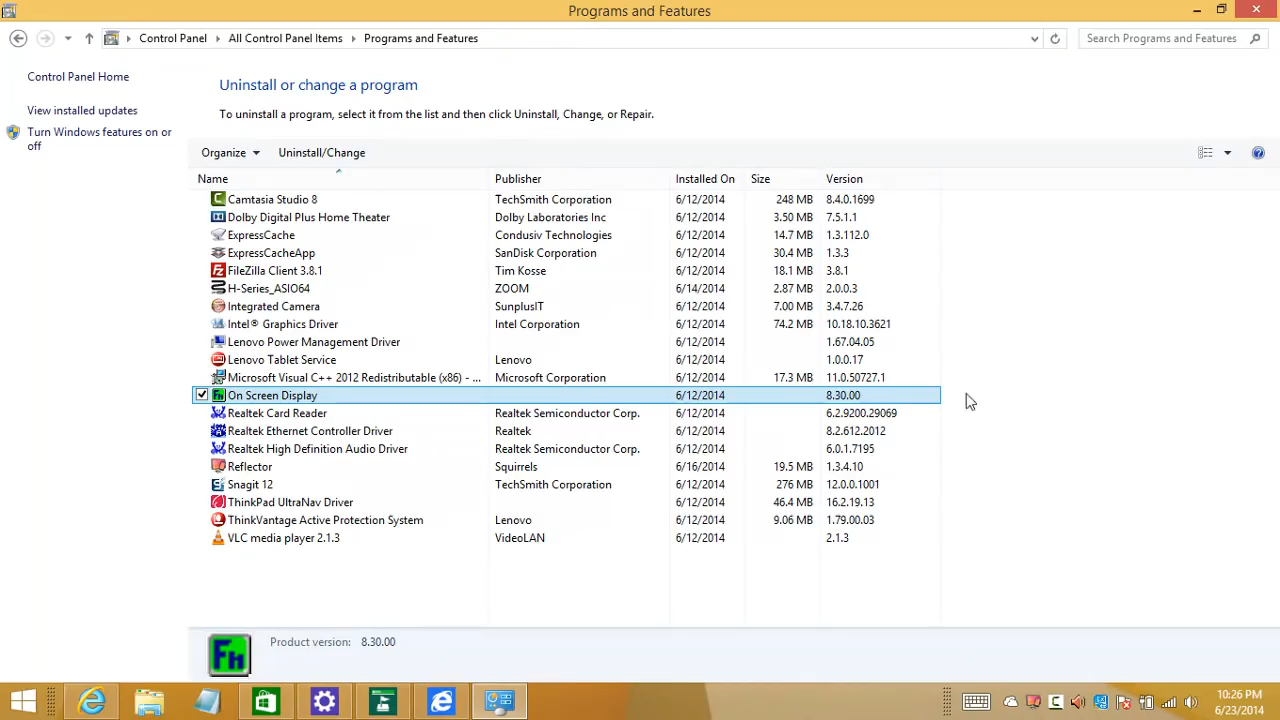 Programs and Features
Control Panel All Control Panel Items Programs and Features Search Programs and Features
Control Panel Home
View installed updates
Turn Windows features on or
off
Uninstall or change a program
To uninstall a program, select it from the list and then click Uninstall, Change, or Repair.
Organize Uninstall/Change
Name Publisher Installed On Size Version
Camtasia Studio 8 TechSmith Corporation 6/12/2014 248 MB 8.4.0.1699
Dolby Digital Plus Home Theater Dolby Laboratories Inc 6/12/2014 3.50 MB 7.5.1.1
ExpressCache Condusiv Technologies 6/12/2014 14.7 MB 1.3.112.0
ExpressCacheApp SanDisk Corporation 6/12/2014 30.4 MB 1.3.3
FileZilla Client 3.8.1 Tim Kosse 6/12/2014 18.1 MB 3.8.1
H-Series_ASIO64 ZOOM 6/14/2014 2.87 MB 2.0.0.3
Integrated Camera SunplusIT 6/12/2014 7.00 MB 3.4.7.26
Intel® Graphics Driver Intel Corporation 6/12/2014 74.2 MB 10.18.10.3621
Lenovo Power Management Driver 6/12/2014 1.67.04.05
Lenovo Tablet Service Lenovo 6/12/2014 1.0.0.17
Microsoft Visual C++ 2012 Redistributable (x86) - ... Microsoft Corporation 6/12/2014 17.3 MB 11.0.50727.1
On Screen Display 6/12/2014 8.30.00
Realtek Card Reader Realtek Semiconductor Corp. 6/12/2014 6.2.9200.29069
Realtek Ethernet Controller Driver Realtek 6/12/2014 8.2.612.2012
Realtek High Definition Audio Driver Realtek Semiconductor Corp. 6/12/2014 6.0.1.7195
Reflector Squirrels 6/16/2014 19.5 MB 1.3.4.10
Snagit 12 TechSmith Corporation 6/12/2014 276 MB 12.0.0.1001
ThinkPad UltraNav Driver 6/12/2014 46.4 MB 16.2.19.13
ThinkVantage Active Protection System Lenovo 6/12/2014 9.06 MB 1.79.00.03
VLC media player 2.1.3 VideoLAN 6/12/2014 2.1.3
Fn Product version: 8.30.00
10:26 PM
6/23/2014